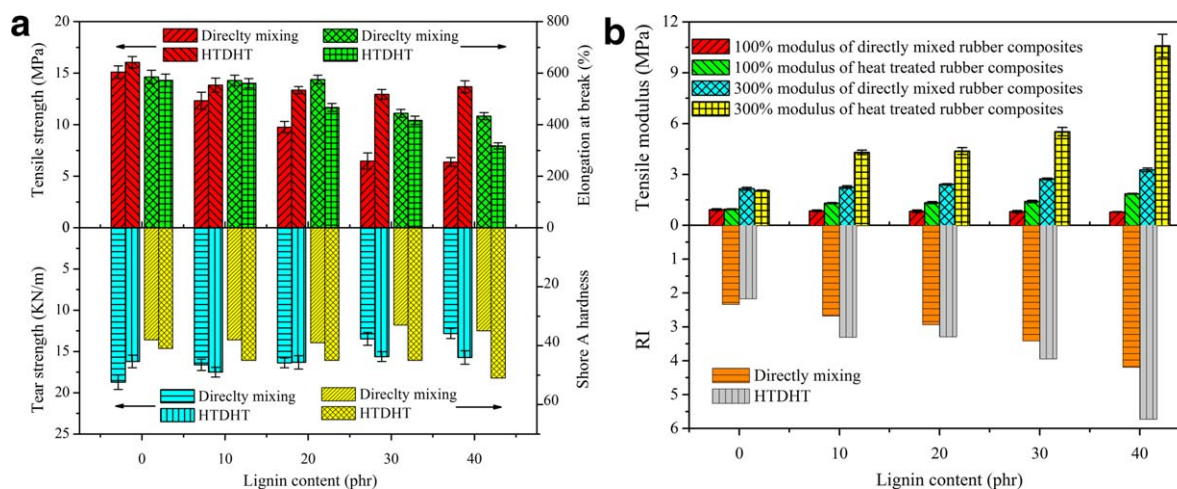 a
20 800
Direclty mixing Direclty mixing
HTDHT HTDHT
15 600
10 400
5 200
0 0
Tensile strength (MPa)
Elongation at break (%)
5 20
10
15 40
20 60
25
Tear strength (KN/m)
Shore A hardness
Direclty mixing Direclty mixing
HTDHT HTDHT
0 10 20 30 40
Lignin content (phr)
b
12
9
6
3
0
Tensile modulus (MPa)
100% modulus of directly mixed rubber composites
100% modulus of heat treated rubber composites
300% modulus of directly mixed rubber composites
300% modulus of heat treated rubber composites
1
2
3
4
5
6
RI
Directly mixing
HTDHT
0 10 20 30 40
Lignin content (phr)